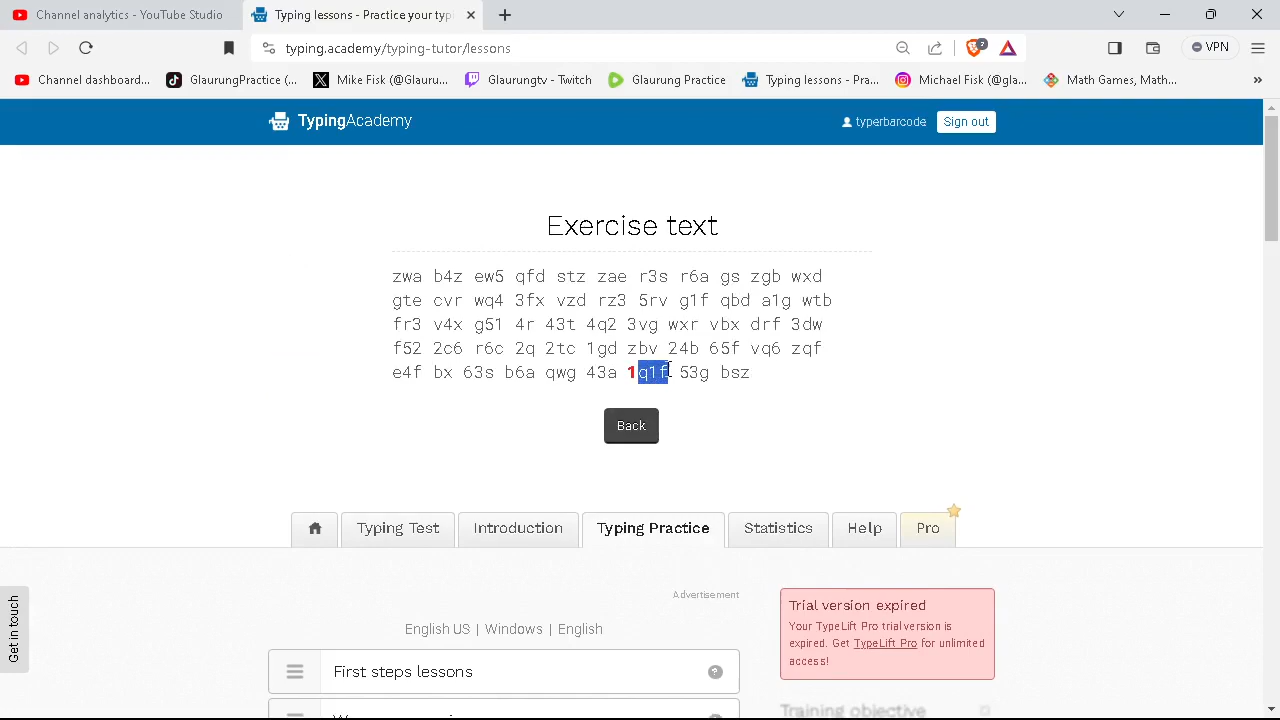 Channel analytics - YouTube Studio
Typing lessons - Practice your typ
typing.academy/typing-tutor/lessons
2
VPN
Channel dashboard...
GlaurungPractice (...
Mike Fisk (@Glauru...
Glaurungtv - Twitch
Glaurung Practic
Typing lessons - Pra...
Michael Fisk (@gla...
Math Games, Math...
TypingAcademy
typerbarcode
Sign out
Exercise text
zwa b4z ew5 qfd stz zae r3s r6a gs zgb wxd
gte cvr wq4 3fx vzd rz3 5rv g1f qbd a1g wtb
fr3 v4x g51 4r 43t 4q2 3vg wxr vbx drf 3dw
f52 2c6 r6c 2q 2tc 1gd zbv 24b 65f vq6 zqf
e4f bx 63s b6a qwg 43a 1q1f 53g bsz
Back
Typing Test
Introduction
Typing Practice
Statistics
Help
Pro
Get in touch
Advertisement
English US | Windows | English
First steps lessons
Trial version expired
Your TypeLift Pro trial version is
expired. Get TypeLift Pro for unlimited
access!
Training objective